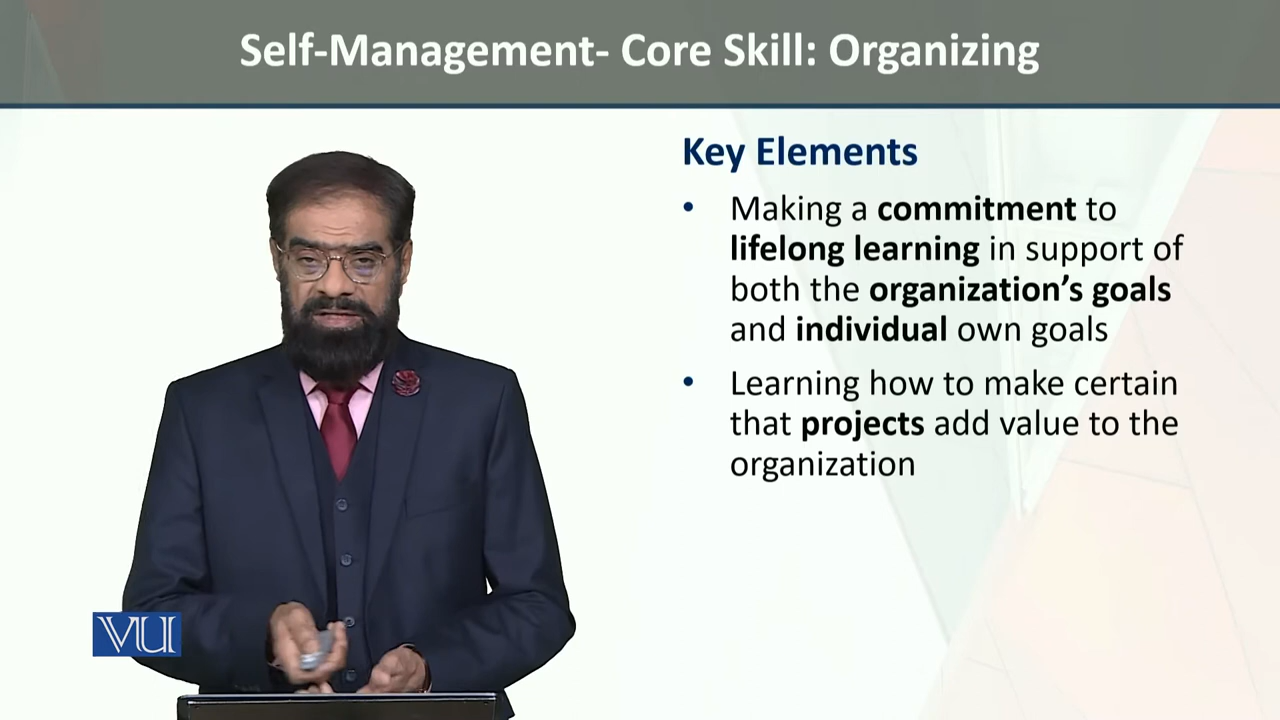 Self-Management- Core Skill: Organizing
Key Elements
• Making a commitment to
lifelong learning in support of
both the organization’s goals
and individual own goals
• Learning how to make certain
that projects add value to the
organization
VU